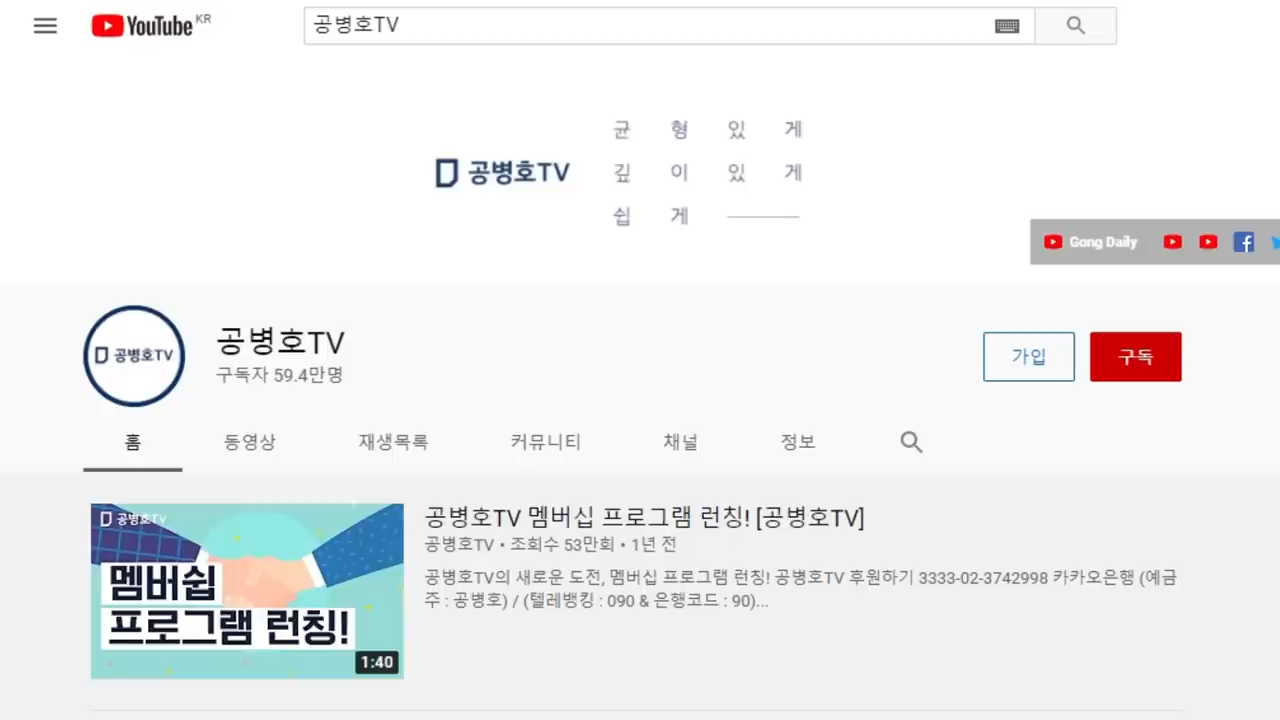 YouTube KR
공병호TV
균 형 있 게
공병호TV
깊 이 있 게
쉽 게
Gong Daily
공병호TV
공병호TV
구독자 59.4만명
가입
구독
홈
동영상
재생목록
커뮤니티
채널
정보
공병호TV
멤버쉽
프로그램 런칭!
1:40
공병호TV 멤버십 프로그램 런칭! [공병호TV]
공병호TV • 조회수 53만회 • 1년 전
공병호TV의 새로운 도전, 멤버십 프로그램 런칭! 공병호TV 후원하기 3333-02-3742998 카카오은행 (예금
주 : 공병호) / (텔레뱅킹 : 090 & 은행코드 : 90)...